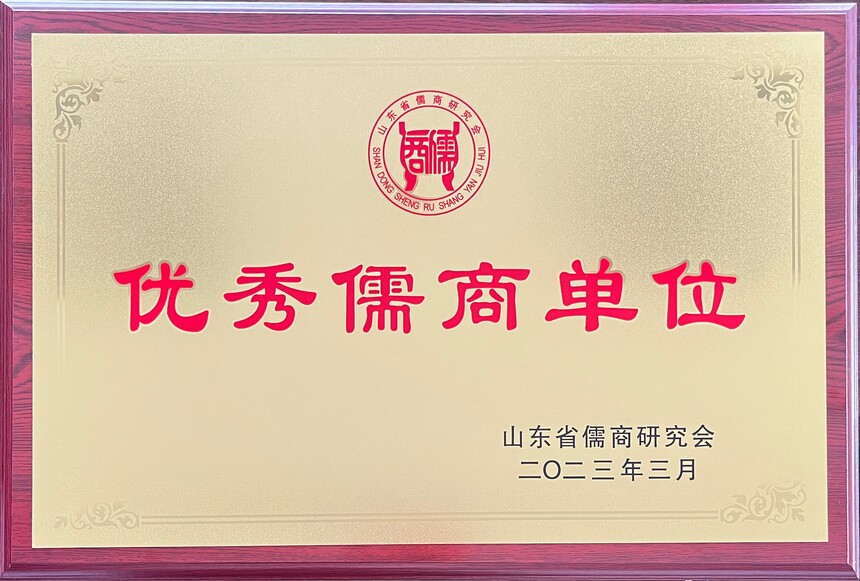 山东省儒商研究会
商儒
SHAN DONG SHENG RU SHANG YAN JIU HUI
优秀儒商单位
山东省儒商研究会
二〇二三年三月